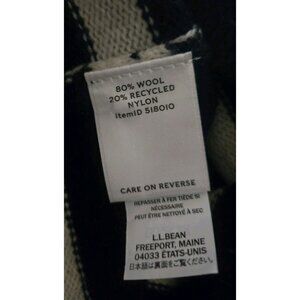 80% WOOL
20% RECYCLED
NYLON
ItemID 518010
CARE ON REVERSE
REPASSER À FER TIÈDE SI
NÉCESSAIRE
PEUT ÊTRE NETTOYÉ À SEC
L.L.BEAN
FREEPORT, MAINE
04033 ÉTATS-UNIS
日本語は裏面をご覧ください。